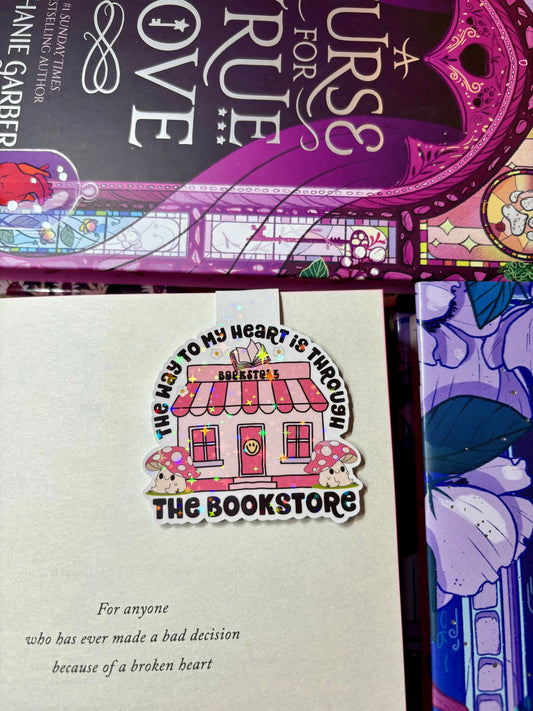 A
CURSE
FOR
TRUE
LOVE
#1 SUNDAY TIMES
BESTSELLING AUTHOR
HANIE GARBER
THE WAY TO MY HEART IS THROUGH
BOOKSTORE
THE BOOKSTORE
For anyone
who has ever made a bad decision
because of a broken heart